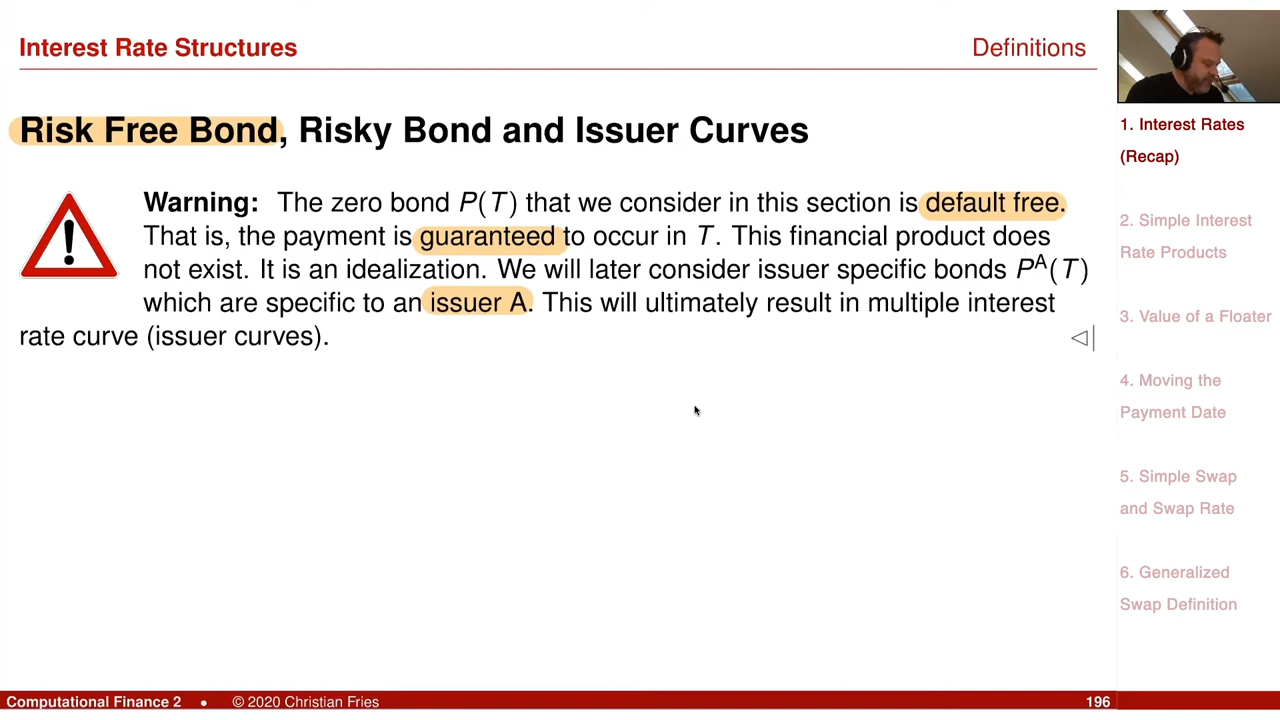 Interest Rate Structures
Definitions
Risk Free Bond, Risky Bond and Issuer Curves
Warning: The zero bond P(T) that we consider in this section is default free.
That is, the payment is guaranteed to occur in T. This financial product does
not exist. It is an idealization. We will later consider issuer specific bonds Pᴬ(T)
which are specific to an issuer A. This will ultimately result in multiple interest
rate curve (issuer curves).
1. Interest Rates
(Recap)
2. Simple Interest
Rate Products
3. Value of a Floater
4. Moving the
Payment Date
5. Simple Swap
and Swap Rate
6. Generalized
Swap Definition
Computational Finance 2 • © 2020 Christian Fries
196